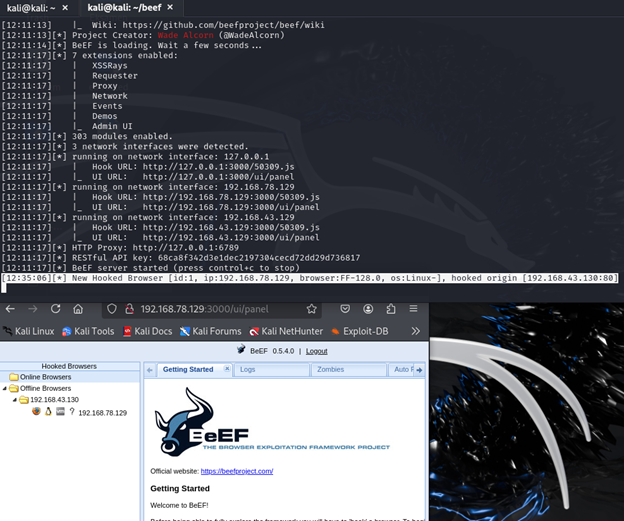 kali@kali: ~ × kali@kali: ~/beef ×
[12:11:13] |_ Wiki: https://github.com/beefproject/beef/wiki
[12:11:13][*] Project Creator: Wade Alcorn (@WadeAlcorn)
[12:11:14][*] BeEF is loading. Wait a few seconds...
[12:11:17][*] 7 extensions enabled:
[12:11:17] | XSSRays
[12:11:17] | Requester
[12:11:17] | Proxy
[12:11:17] | Network
[12:11:17] | Events
[12:11:17] | Demos
[12:11:17] |_ Admin UI
[12:11:17][*] 303 modules enabled.
[12:11:17][*] 3 network interfaces were detected.
[12:11:17][*] running on network interface: 127.0.0.1
[12:11:17] | Hook URL: http://127.0.0.1:3000/50309.js
[12:11:17] |_ UI URL: http://127.0.0.1:3000/ui/panel
[12:11:17][*] running on network interface: 192.168.78.129
[12:11:17] | Hook URL: http://192.168.78.129:3000/50309.js
[12:11:17] |_ UI URL: http://192.168.78.129:3000/ui/panel
[12:11:17][*] running on network interface: 192.168.43.129
[12:11:17] | Hook URL: http://192.168.43.129:3000/50309.js
[12:11:17] |_ UI URL: http://192.168.43.129:3000/ui/panel
[12:11:17][*] HTTP Proxy: http://127.0.0.1:6789
[12:11:17][*] RESTful API key: 68ca8f342d3e1dec2197304cecd72dd29d736817
[12:11:17][*] BeEF server started (press control+c to stop)
[12:35:06][*] New Hooked Browser [id:1, ip:192.168.78.129, browser:FF-128.0, os:Linux-], hooked origin [192.168.43.130:80]
192.168.78.129:3000/ui/panel
Kali Linux Kali Tools Kali Docs Kali Forums Kali NetHunter Exploit-DB »
BeEF 0.5.4.0 | Logout
Hooked Browsers
Getting Started Logs Zombies Auto
Online Browsers
Offline Browsers
192.168.43.130
? 192.168.78.129
BeEF
THE BROWSER EXPLOITATION FRAMEWORK PROJECT
Official website: https://beefproject.com/
Getting Started
Welcome to BeEF!